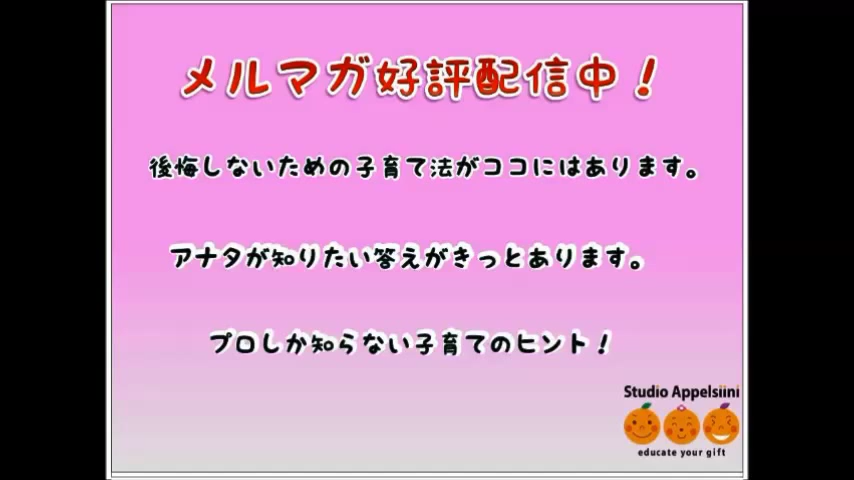 メルマガ好評配信中！
後悔しないための子育て法がココにはあります。
アナタが知りたい答えがきっとあります。
プロしか知らない子育てのヒント！
Studio Appelsiini
educate your gift